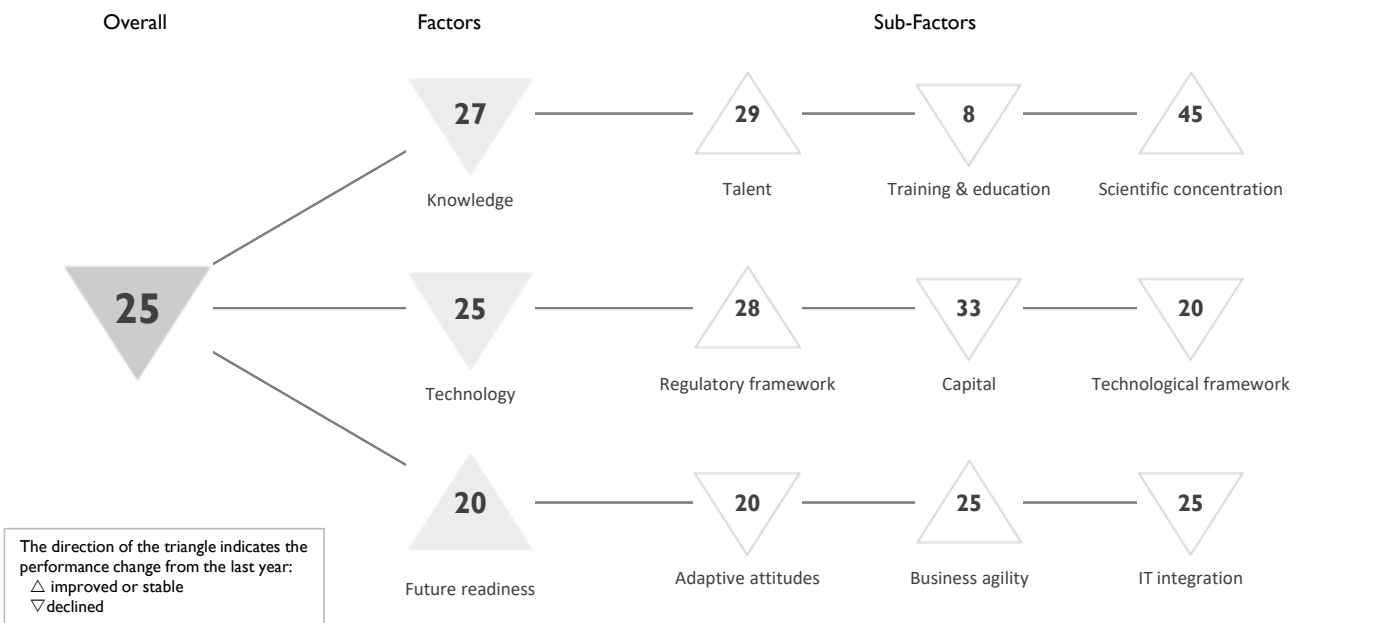 Overall Factors Sub-Factors
27 29 8 45
Knowledge Talent Training & education Scientific concentration
25 25 28 33 20
Technology Regulatory framework Capital Technological framework
20 20 25 25
Future readiness Adaptive attitudes Business agility IT integration
The direction of the triangle indicates the
performance change from the last year:
△ improved or stable
▽ declined